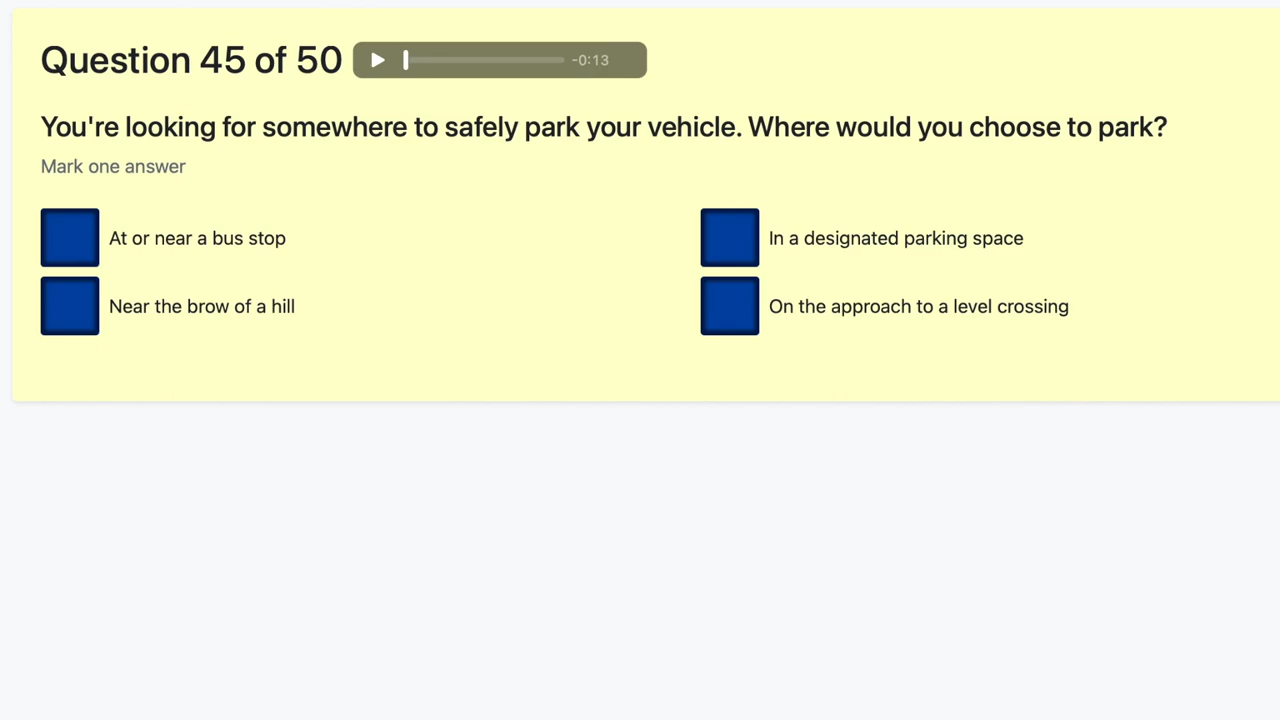 Question 45 of 50
-0:13
You're looking for somewhere to safely park your vehicle. Where would you choose to park?
Mark one answer
At or near a bus stop
In a designated parking space
Near the brow of a hill
On the approach to a level crossing